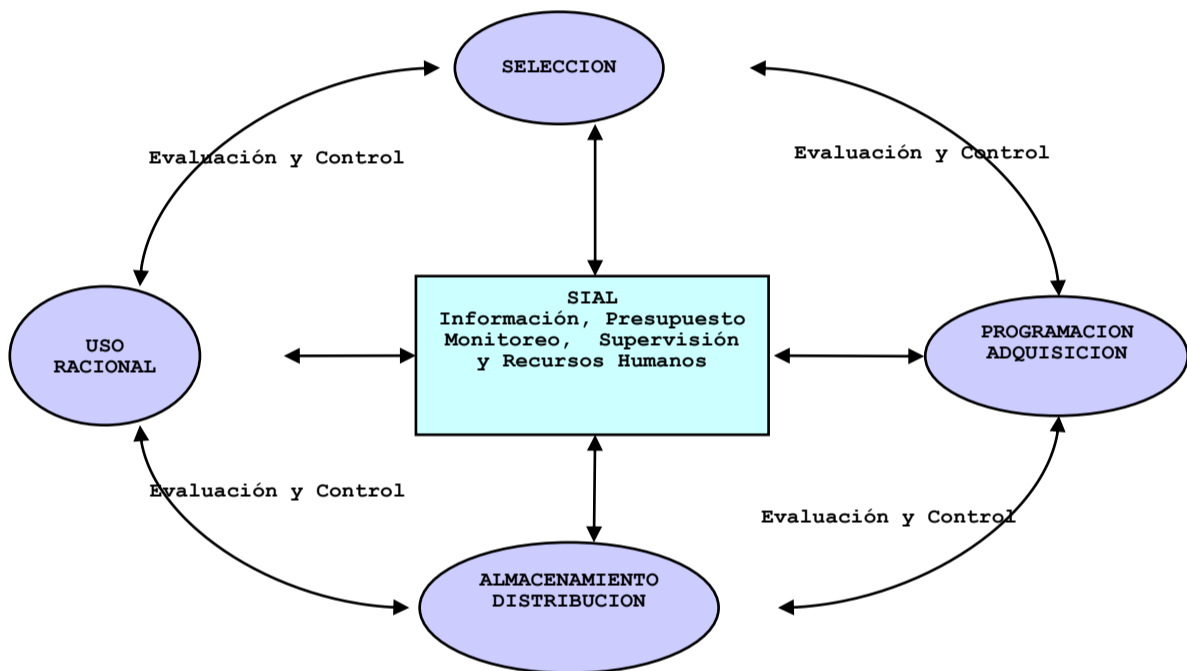 SELECCION
Evaluación y Control
Evaluación y Control
SIAL
Información, Presupuesto
Monitoreo, Supervisión
y Recursos Humanos
USO
RACIONAL
PROGRAMACION
ADQUISICION
Evaluación y Control
Evaluación y Control
ALMACENAMIENTO
DISTRIBUCION